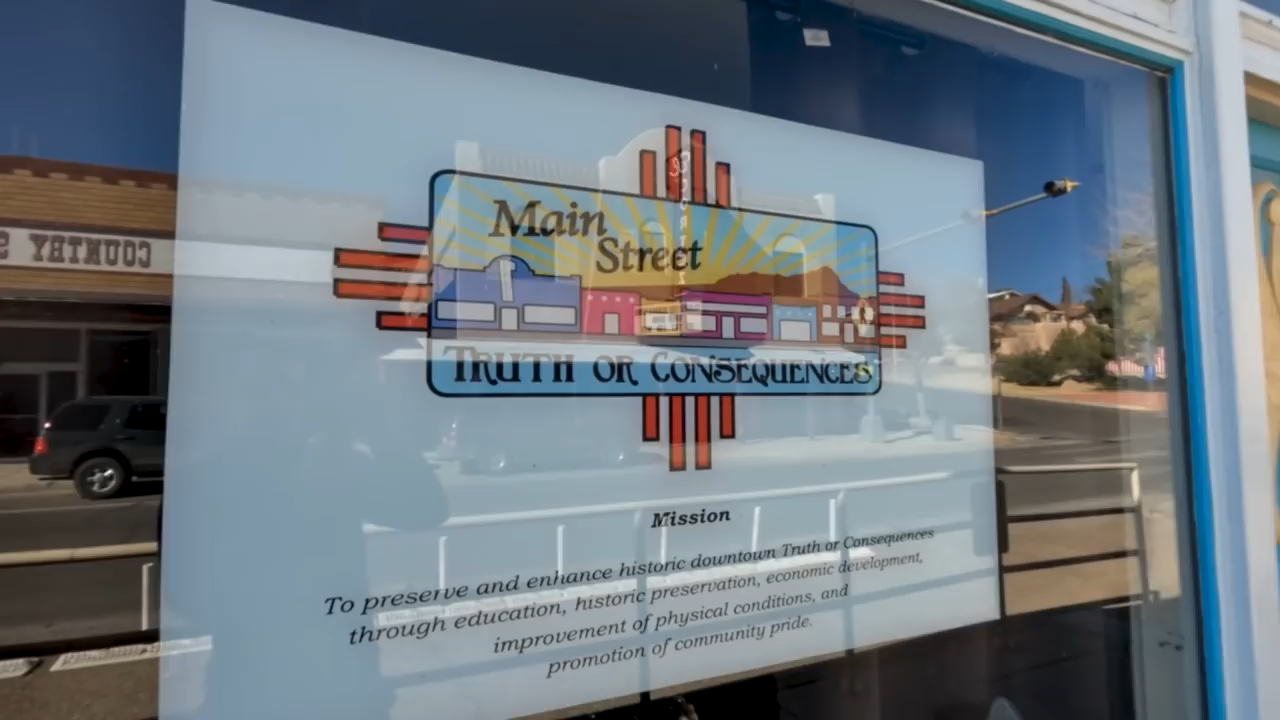 COUNTRY S
Main
Street
TRUTH OR CONSEQUENCES
Mission
To preserve and enhance historic downtown Truth or Consequences
through education, historic preservation, economic development,
improvement of physical conditions, and
promotion of community pride.